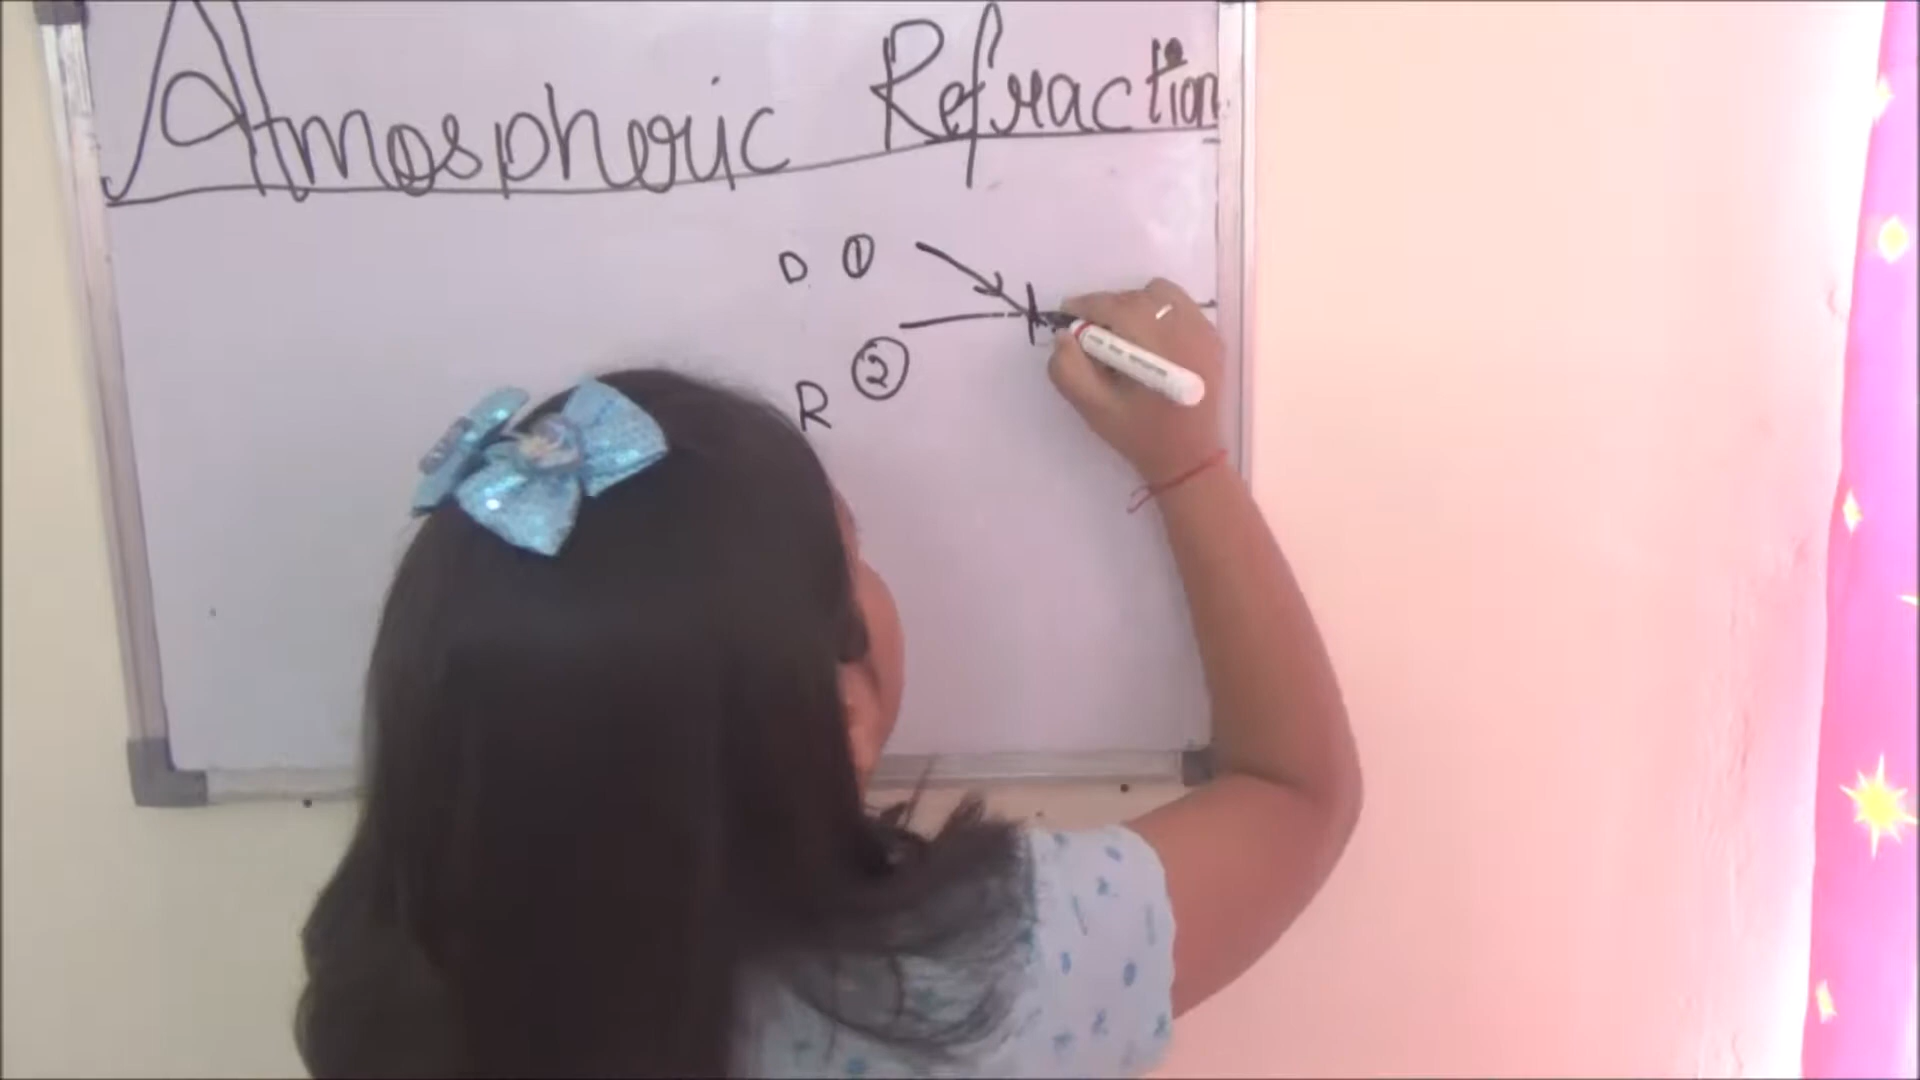 Atmospheric Refraction
D ①
R ②